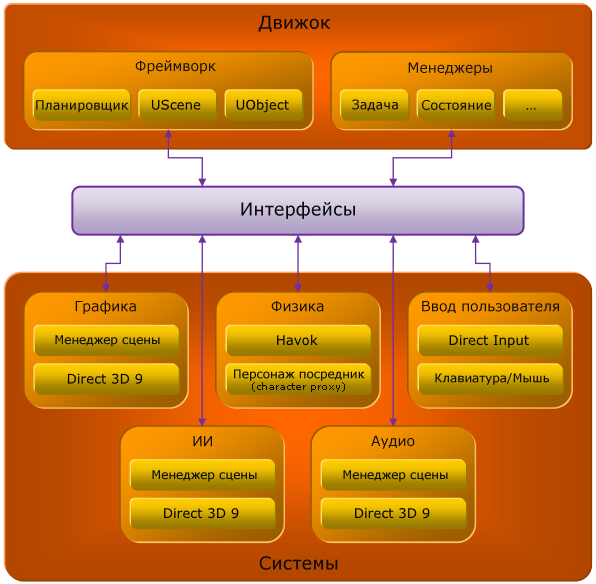 Движок
Фреймворк
Менеджеры
Планировщик
UScene
UObject
Задача
Состояние
...
Интерфейсы
Графика
Физика
Ввод пользователя
Менеджер сцены
Havok
Direct Input
Direct 3D 9
Персонаж посредник
(character proxy)
Клавиатура/Мышь
ИИ
Аудио
Менеджер сцены
Менеджер сцены
Direct 3D 9
Direct 3D 9
Системы